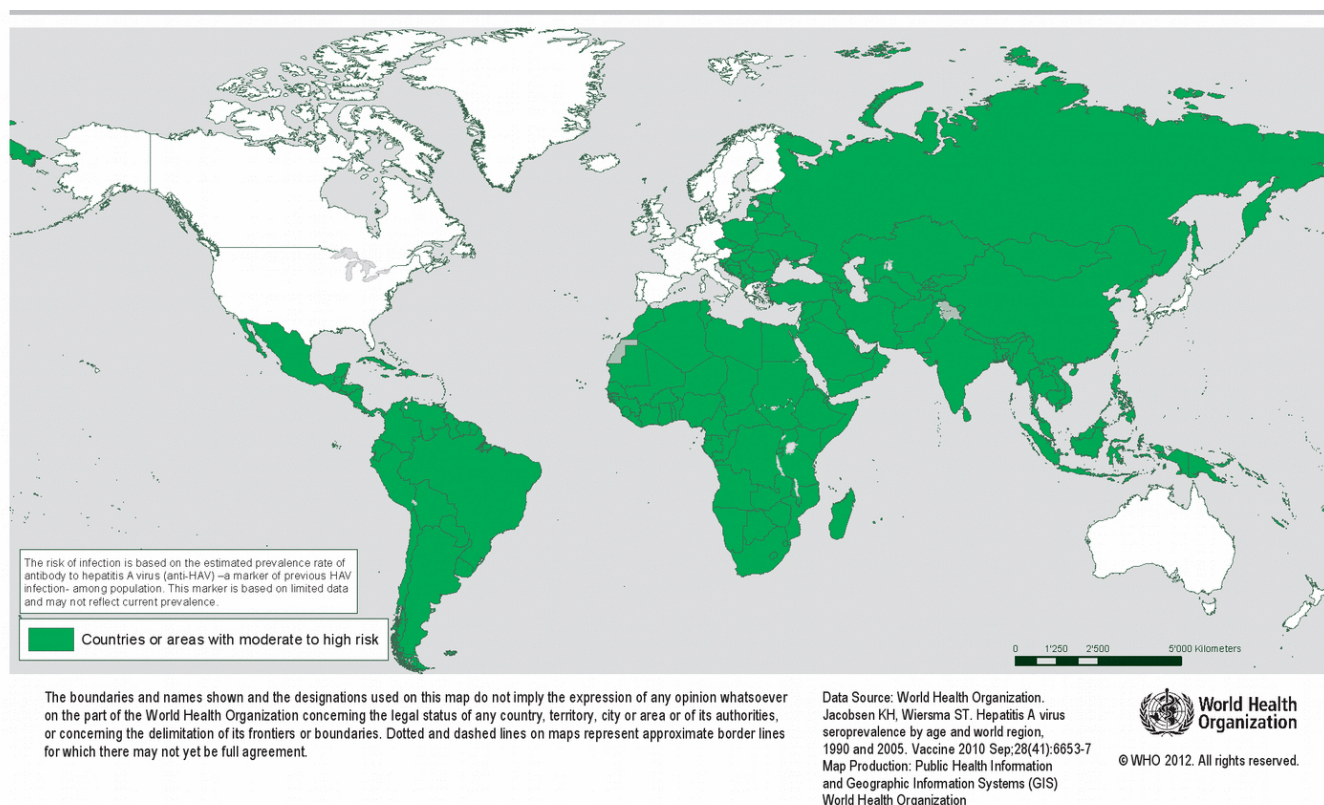 The risk of infection is based on the estimated prevalence rate of
antibody to hepatitis A virus (anti-HAV) –a marker of previous HAV
infection- among population. This marker is based on limited data
and may not reflect current prevalence.
Countries or areas with moderate to high risk
0 1'250 2'500 5'000 Kilometers
The boundaries and names shown and the designations used on this map do not imply the expression of any opinion whatsoever
on the part of the World Health Organization concerning the legal status of any country, territory, city or area or of its authorities,
or concerning the delimitation of its frontiers or boundaries. Dotted and dashed lines on maps represent approximate border lines
for which there may not yet be full agreement.
Data Source: World Health Organization.
Jacobsen KH, Wiersma ST. Hepatitis A virus
seroprevalence by age and world region,
1990 and 2005. Vaccine 2010 Sep;28(41):6653-7
Map Production: Public Health Information
and Geographic Information Systems (GIS)
World Health Organization
World Health
Organization
© WHO 2012. All rights reserved.